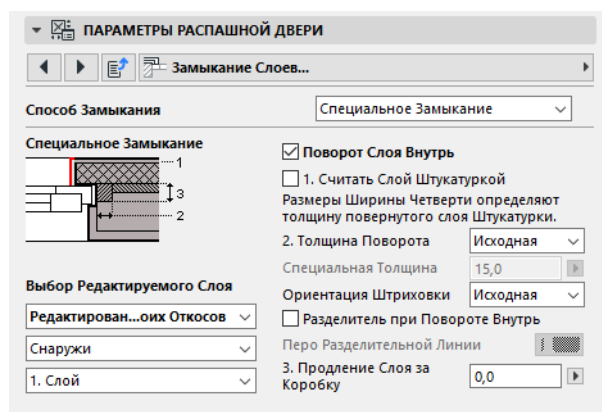 ПАРАМЕТРЫ РАСПАШНОЙ ДВЕРИ
Замыкание Слоев...
Способ Замыкания
Специальное Замыкание
Специальное Замыкание
1
3
2
Выбор Редактируемого Слоя
Редактирован...оих Откосов
Снаружи
1. Слой
Поворот Слоя Внутрь
1. Считать Слой Штукатуркой
Размеры Ширины Четверти определяют
толщину повернутого слоя Штукатурки.
2. Толщина Поворота
Исходная
Специальная Толщина
15,0
Ориентация Штриховки
Исходная
Разделитель при Повороте Внутрь
Перо Разделительной Линии
3. Продление Слоя за
Коробку
0,0